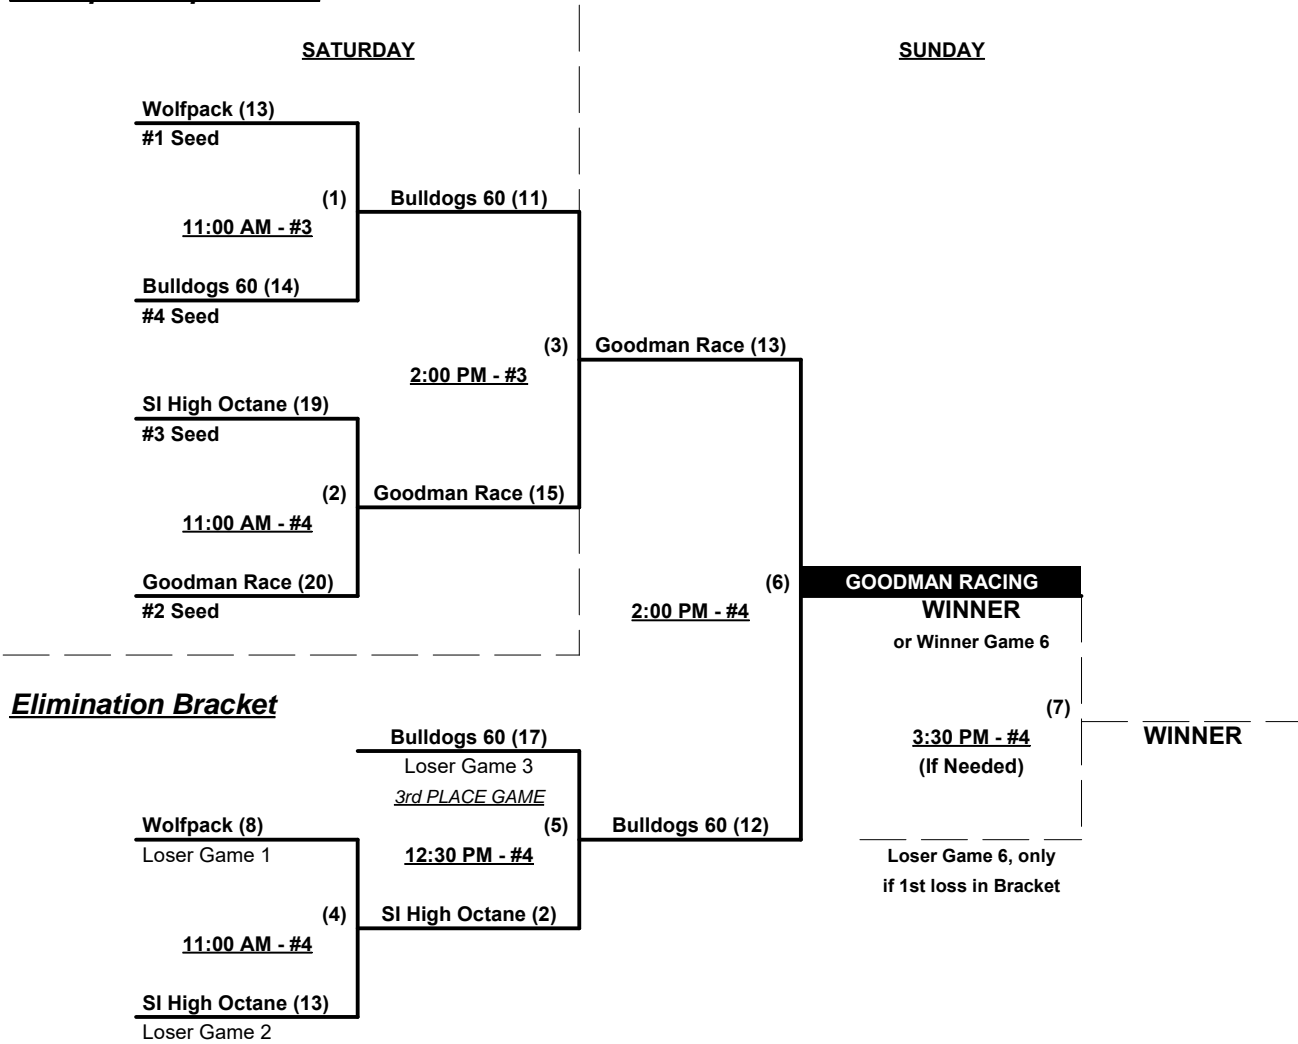 SATURDAY
SUNDAY
Wolfpack (13)
#1 Seed
(1)
Bulldogs 60 (11)
11:00 AM - #3
Bulldogs 60 (14)
#4 Seed
(3)
Goodman Race (13)
2:00 PM - #3
SI High Octane (19)
#3 Seed
(2)
Goodman Race (15)
11:00 AM - #4
Goodman Race (20)
#2 Seed
(6)
GOODMAN RACING
2:00 PM - #4
WINNER
or Winner Game 6
Elimination Bracket
(7)
Bulldogs 60 (17)
3:30 PM - #4
WINNER
Loser Game 3
(If Needed)
3rd PLACE GAME
Wolfpack (8)
(5)
Bulldogs 60 (12)
Loser Game 1
12:30 PM - #4
Loser Game 6, only
if 1st loss in Bracket
(4)
SI High Octane (2)
11:00 AM - #4
SI High Octane (13)
Loser Game 2